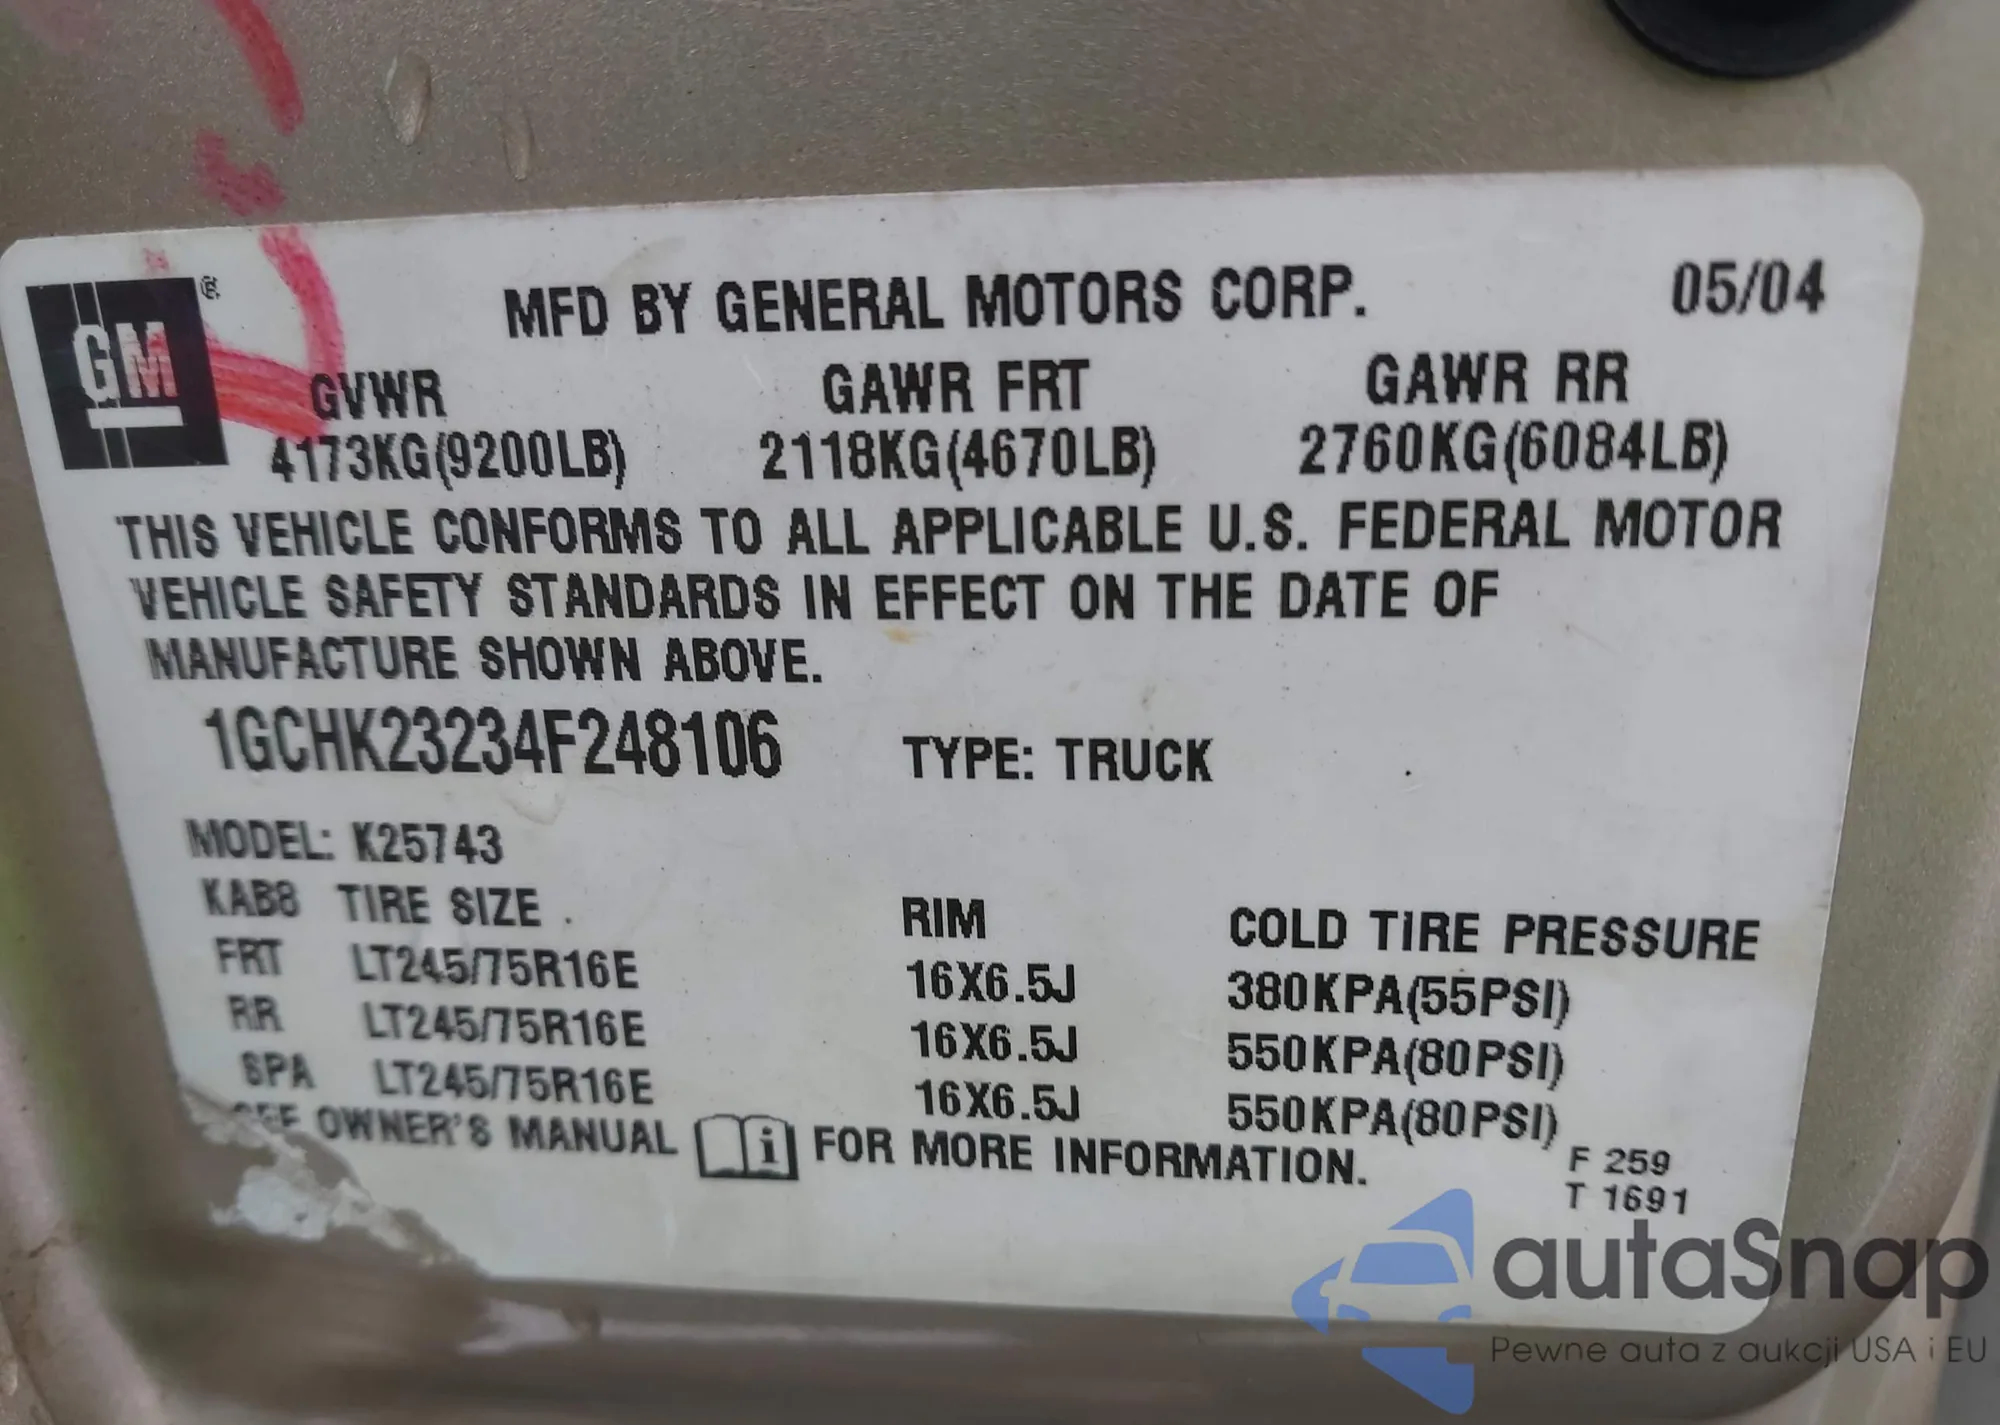 GM® MFD BY GENERAL MOTORS CORP. 05/04
GVWR GAWR FRT GAWR RR
4173KG(9200LB) 2118KG(4670LB) 2760KG(6084LB)
THIS VEHICLE CONFORMS TO ALL APPLICABLE U.S. FEDERAL MOTOR
VEHICLE SAFETY STANDARDS IN EFFECT ON THE DATE OF
MANUFACTURE SHOWN ABOVE.
1GCHK23234F248106 TYPE: TRUCK
MODEL: K25743
KAB8 TIRE SIZE RIM COLD TIRE PRESSURE
FRT LT245/75R16E 16X6.5J 380KPA(55PSI)
RR LT245/75R16E 16X6.5J 550KPA(80PSI)
SPA LT245/75R16E 16X6.5J 550KPA(80PSI)
SEE OWNER'S MANUAL i FOR MORE INFORMATION.
F 259
T 1691
autaSnap
Pewne auta z aukcji USA i EU